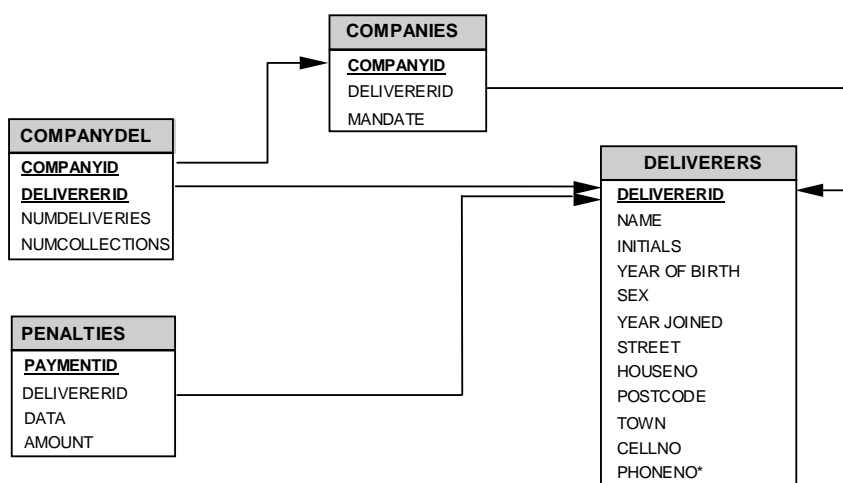 COMPANIES
COMPANYID
DELIVERERID
MANDATE
COMPANYDEL
COMPANYID
DELIVERERID
NUMDELIVERIES
NUMCOLLECTIONS
DELIVERERS
DELIVERERID
NAME
INITIALS
YEAR OF BIRTH
SEX
YEAR JOINED
STREET
HOUSENO
POSTCODE
TOWN
CELLNO
PHONENO*
PENALTIES
PAYMENTID
DELIVERERID
DATA
AMOUNT